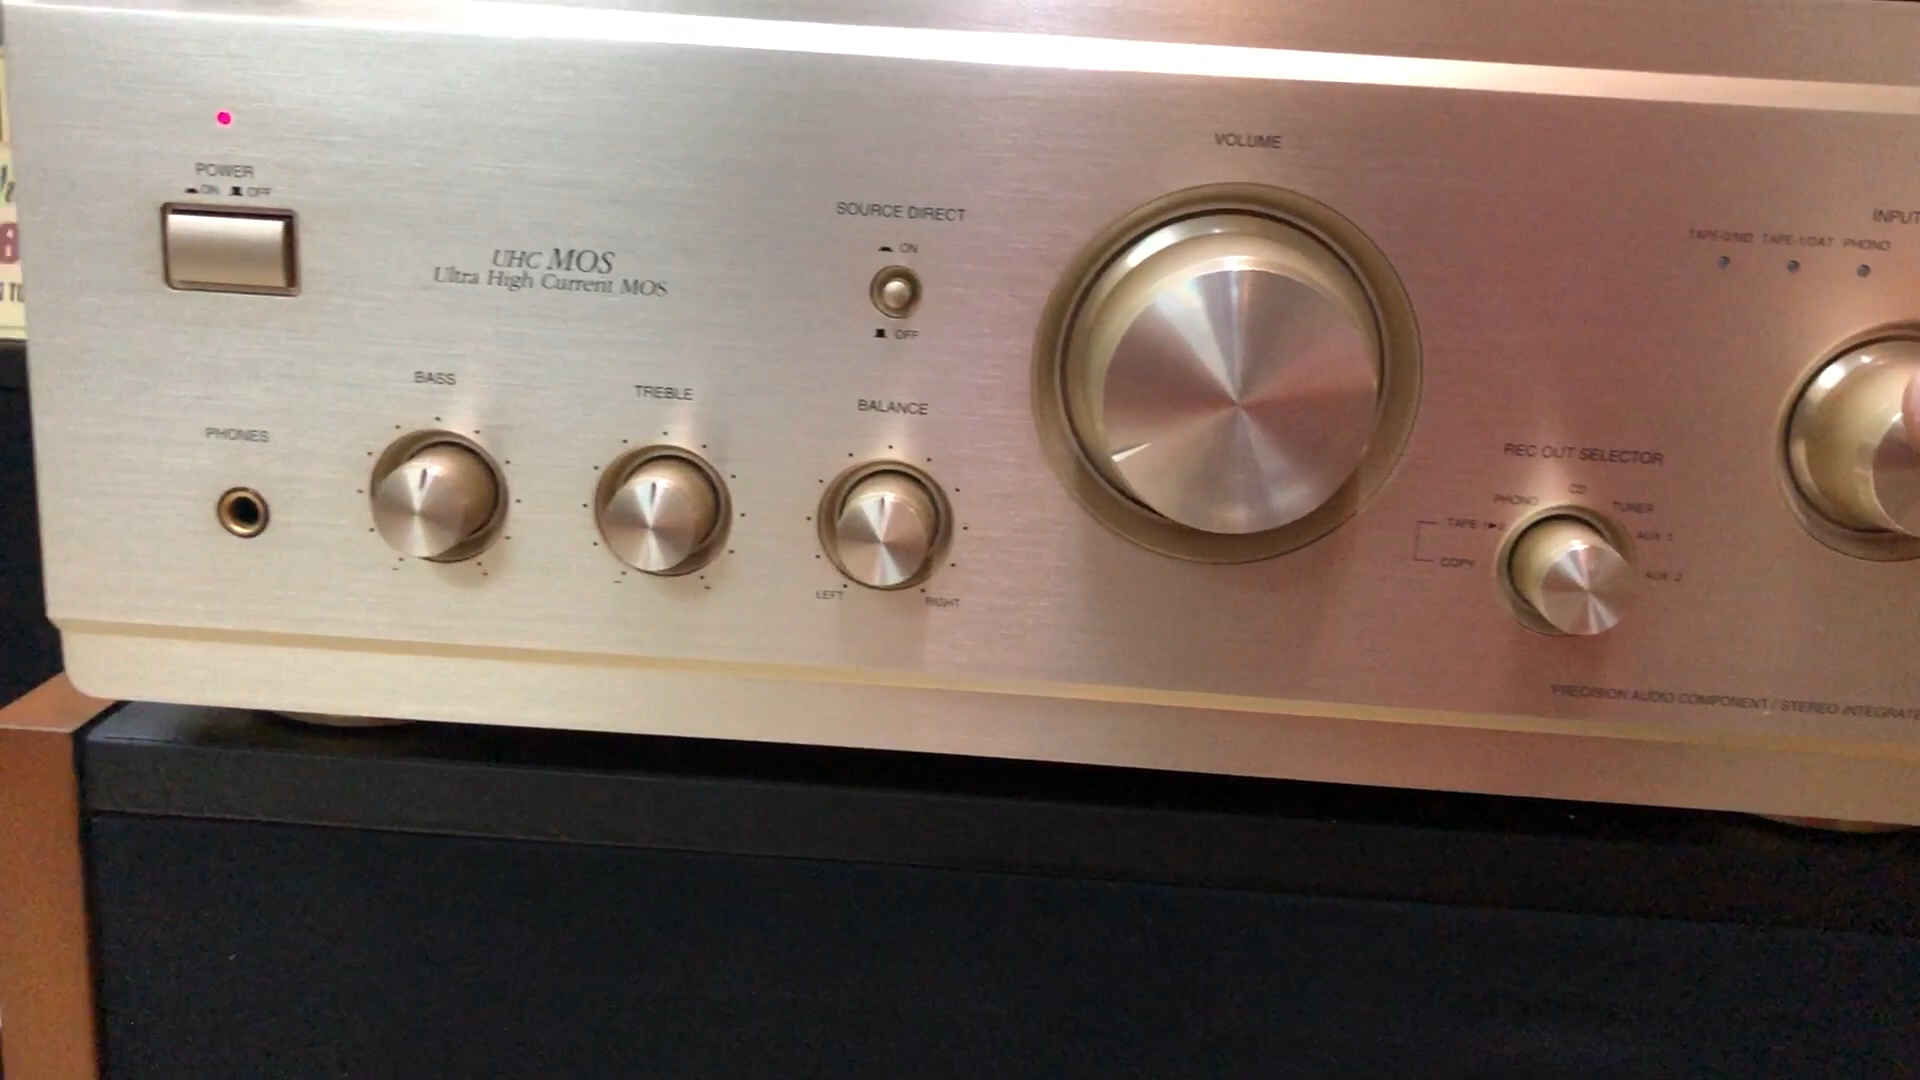 POWER
ON OFF
UHC MOS
Ultra High Current MOS
SOURCE DIRECT
ON
OFF
VOLUME
INPUT
TAPE-2/MD TAPE-1/DAT PHONO
BASS
TREBLE
BALANCE
PHONES
LEFT
RIGHT
REC OUT SELECTOR
PHONO
CD
TUNER
TAPE
AUX 1
COPY
AUX 2
PRECISION AUDIO COMPONENT / STEREO INTEGRATE